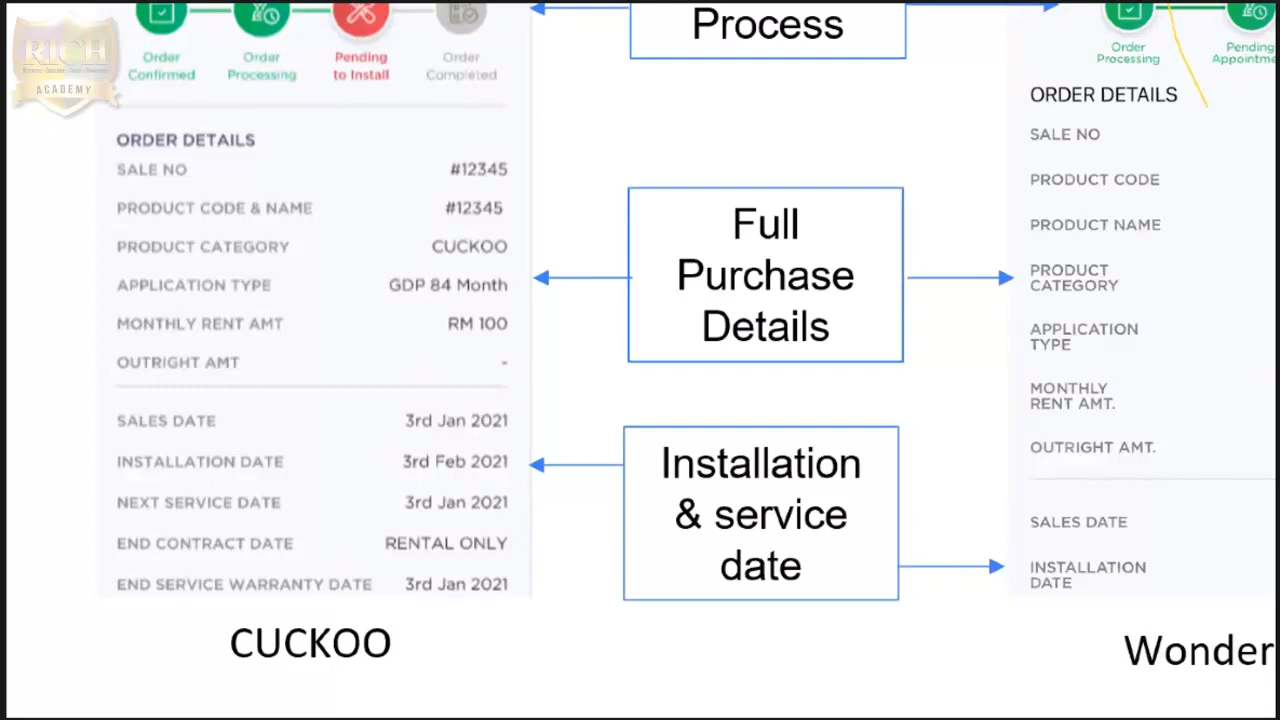 RICH
ACADEMY
Order
Confirmed
Order
Processing
Pending
to Install
Order
Completed
ORDER DETAILS
SALE NO #12345
PRODUCT CODE & NAME #12345
PRODUCT CATEGORY CUCKOO
APPLICATION TYPE GDP 84 Month
MONTHLY RENT AMT RM 100
OUTRIGHT AMT -
SALES DATE 3rd Jan 2021
INSTALLATION DATE 3rd Feb 2021
NEXT SERVICE DATE 3rd Jan 2021
END CONTRACT DATE RENTAL ONLY
END SERVICE WARRANTY DATE 3rd Jan 2021
CUCKOO
Process
Full
Purchase
Details
Installation
& service
date
Order
Processing
Pending
Appointme
ORDER DETAILS
SALE NO
PRODUCT CODE
PRODUCT NAME
PRODUCT
CATEGORY
APPLICATION
TYPE
MONTHLY
RENT AMT.
OUTRIGHT AMT.
SALES DATE
INSTALLATION
DATE
Wonder